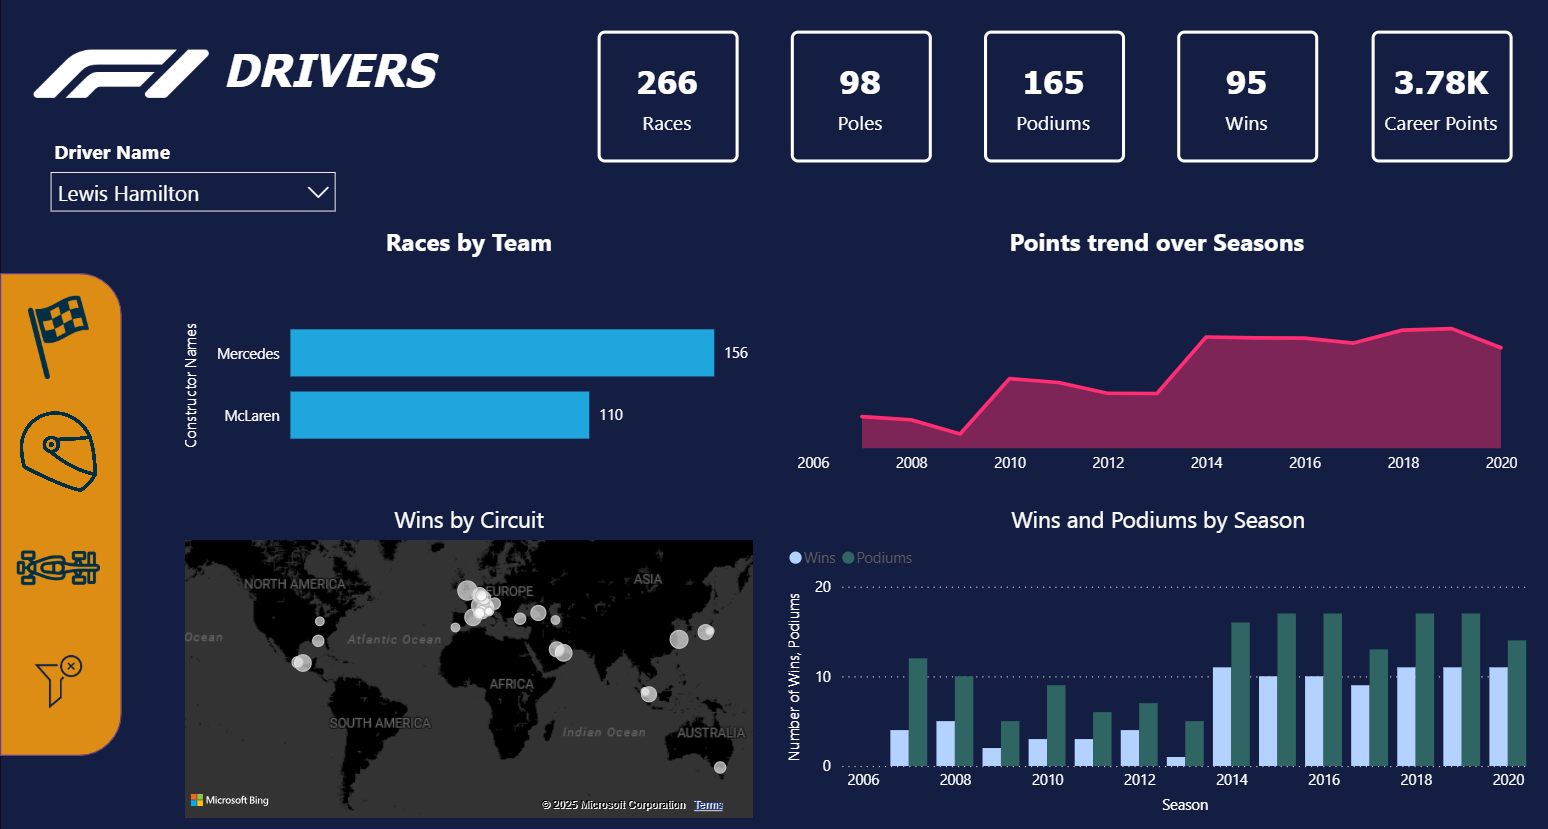 DRIVERS
266
Races
98
Poles
165
Podiums
95
Wins
3.78K
Career Points
Driver Name
Lewis Hamilton
Races by Team
Constructor Names
Mercedes
156
McLaren
110
Points trend over Seasons
2006 2008 2010 2012 2014 2016 2018 2020
Wins by Circuit
NORTH AMERICA
EUROPE
ASIA
Ocean
Atlantic Ocean
AFRICA
SOUTH AMERICA
Indian Ocean
AUSTRALIA
Microsoft Bing
© 2025 Microsoft Corporation Terms
Wins and Podiums by Season
Wins Podiums
Number of Wins, Podiums
20
10
0
2006 2008 2010 2012 2014 2016 2018 2020
Season